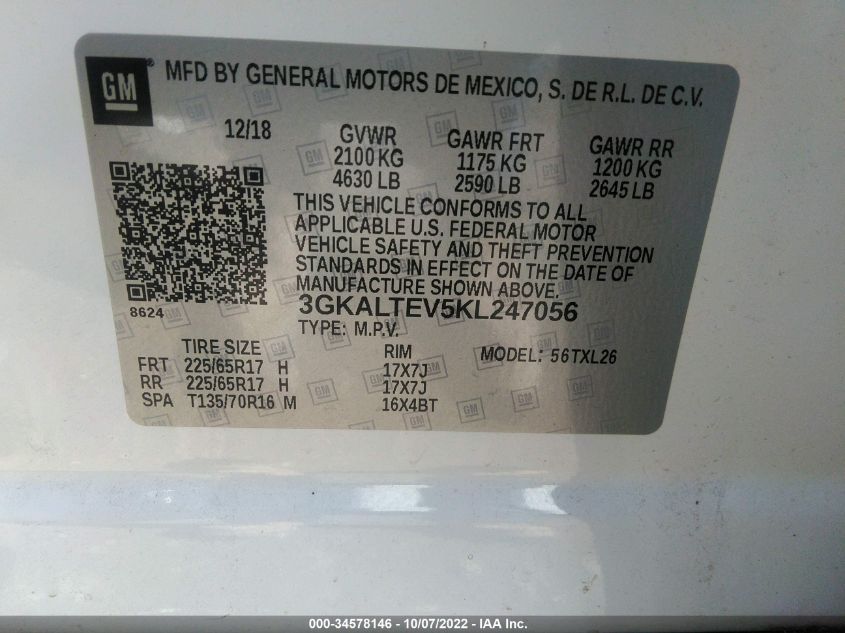 GM
MFD BY GENERAL MOTORS DE MEXICO, S. DE R.L. DE C.V.
12/18 GVWR GAWR FRT GAWR RR
2100 KG 1175 KG 1200 KG
4630 LB 2590 LB 2645 LB
THIS VEHICLE CONFORMS TO ALL
APPLICABLE U.S. FEDERAL MOTOR
VEHICLE SAFETY AND THEFT PREVENTION
STANDARDS IN EFFECT ON THE DATE OF
MANUFACTURE SHOWN ABOVE.
8624
3GKALTEV5KL247056
TYPE: M.P.V.
TIRE SIZE RIM MODEL: 56TXL26
FRT 225/65R17 H 17X7J
RR 225/65R17 H 17X7J
SPA T135/70R16 M 16X4BT
000-34578146 - 10/07/2022 - IAA Inc.